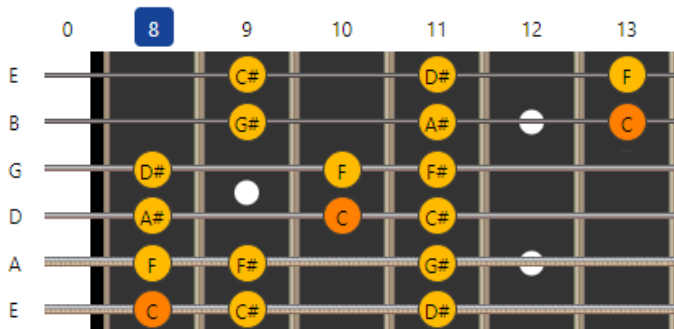 0 8 9 10 11 12 13
E C# D# F
B G# A# C
G D# F F#
D A# C C#
A F F# G#
E C C# D#